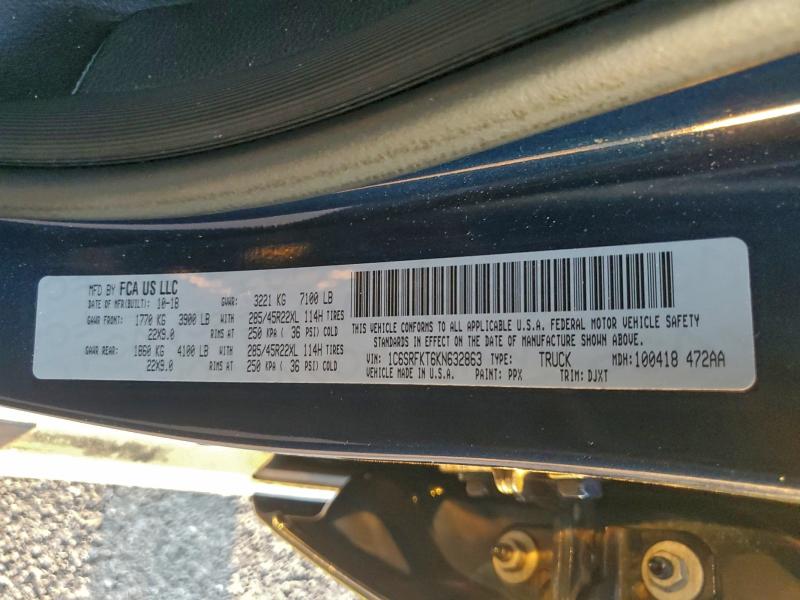 MFD BY FCA US LLC
DATE OF MFR(BUILT): 10-18 GVWR: 3221 KG 7100 LB
GAWR FRONT: 1770 KG 3900 LB WITH 285/45R22XL 114H TIRES
22X9.0 RIMS AT 250 KPA ( 36 PSI) COLD
GAWR REAR: 1860 KG 4100 LB WITH 285/45R22XL 114H TIRES
22X9.0 RIMS AT 250 KPA ( 36 PSI) COLD
THIS VEHICLE CONFORMS TO ALL APPLICABLE U.S.A. FEDERAL MOTOR VEHICLE SAFETY
STANDARDS IN EFFECT ON THE DATE OF MANUFACTURE SHOWN ABOVE.
VIN: 1C6SRFKT6KN632863 TYPE: TRUCK MDH: 100418 472AA
VEHICLE MADE IN U.S.A. PAINT: PPX TRIM: DJXT